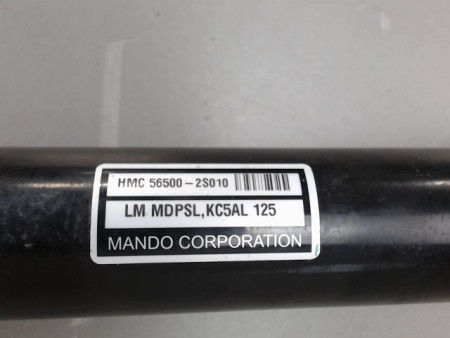 HMC 56500-2S010
LM MDPSL,KC5AL 125
MANDO CORPORATION